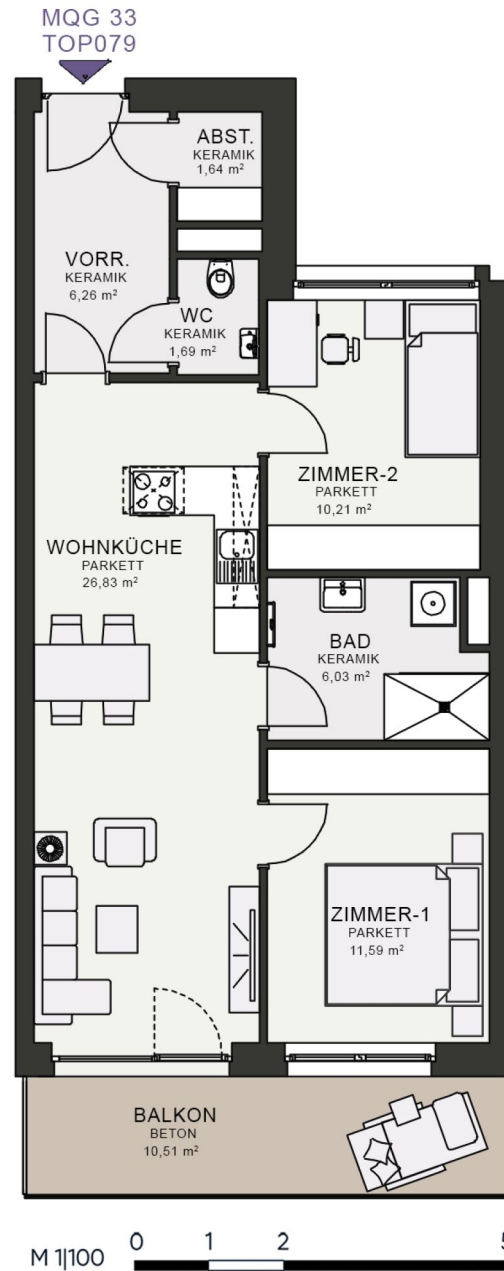 MQG 33
TOP079
ABST.
KERAMIK
1,64 m²
VORR.
KERAMIK
6,26 m²
WC
KERAMIK
1,69 m²
ZIMMER-2
PARKETT
10,21 m²
WOHNKÜCHE
PARKETT
26,83 m²
BAD
KERAMIK
6,03 m²
ZIMMER-1
PARKETT
11,59 m²
BALKON
BETON
10,51 m²
M 1|100 0 1 2 5